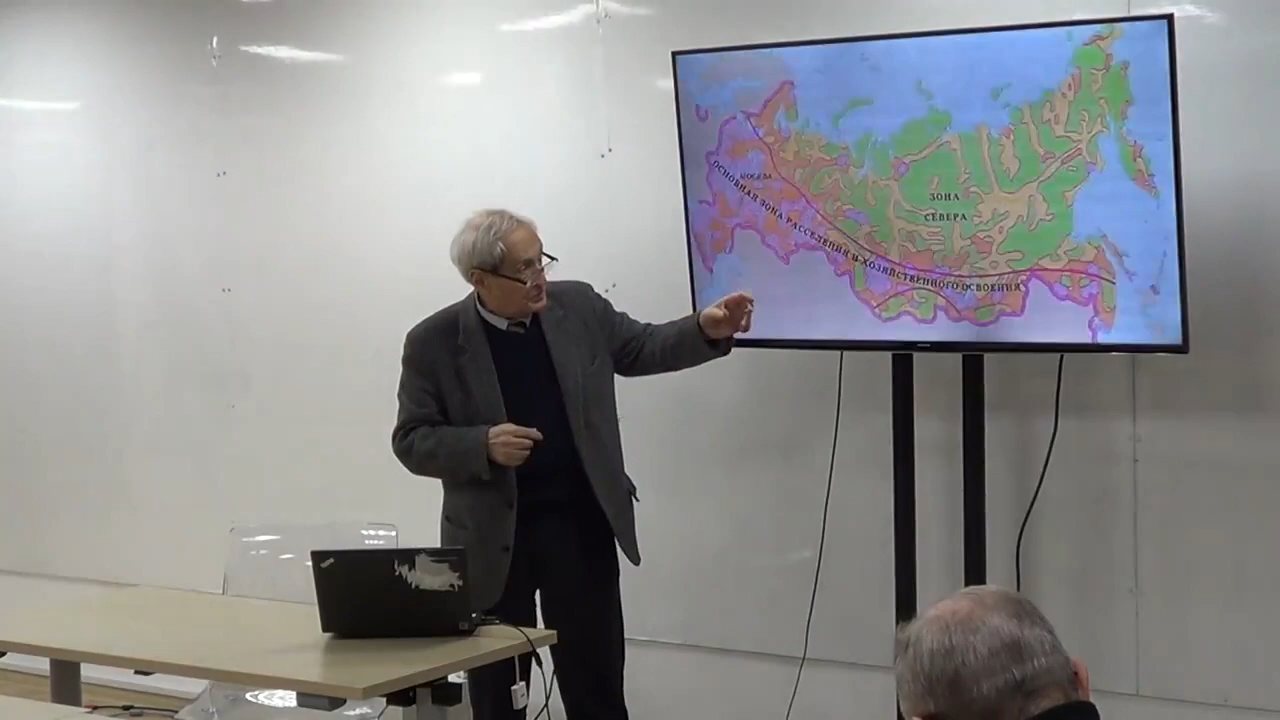 МОСКВА
ОСНОВНАЯ ЗОНА РАССЕЛЕНИЯ И ХОЗЯЙСТВЕННОГО ОСВОЕНИЯ
ЗОНА
СЕВЕРА